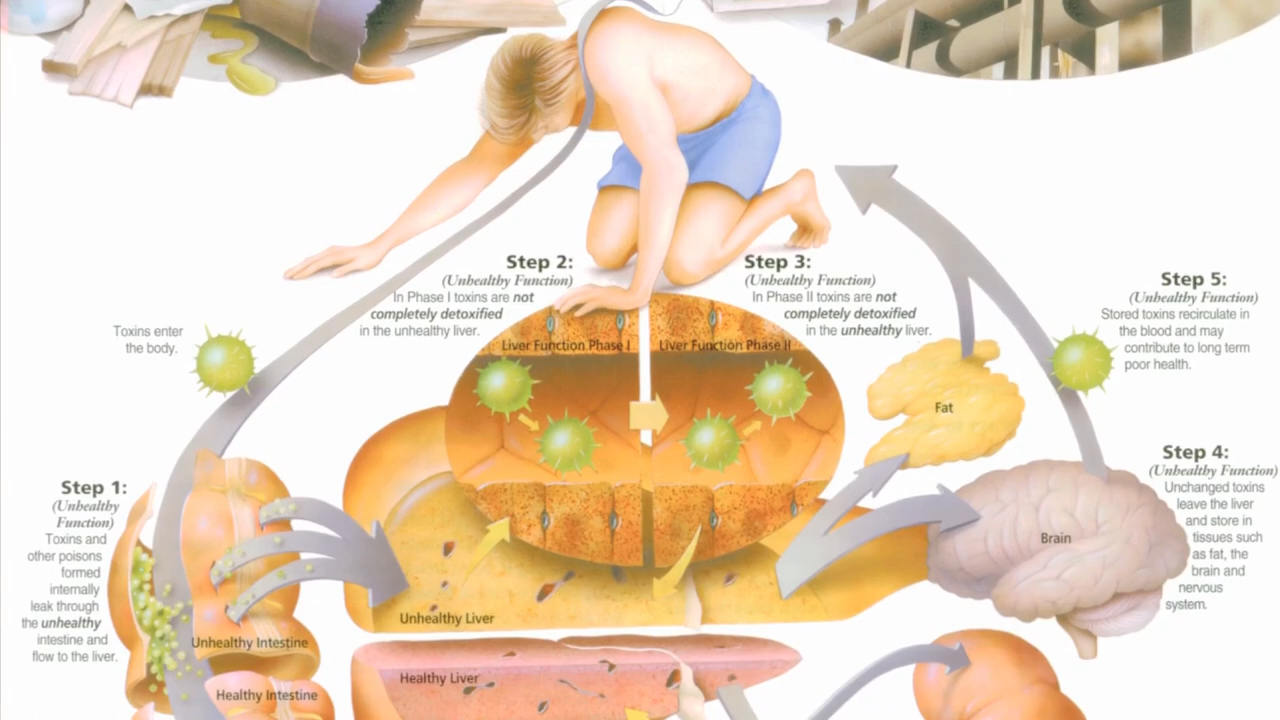 Step 2:
(Unhealthy Function)
In Phase I toxins are not
completely detoxified
in the unhealthy liver.
Step 3:
(Unhealthy Function)
In Phase II toxins are not
completely detoxified
in the unhealthy liver.
Step 5:
(Unhealthy Function)
Stored toxins recirculate in
the blood and may
contribute to long term
poor health.
Toxins enter
the body.
Liver Function Phase I
Liver Function Phase II
Fat
Step 4:
(Unhealthy Function)
Unchanged toxins
leave the liver
and store in
tissues such
as fat, the
brain and
nervous
system.
Step 1:
(Unhealthy
Function)
Toxins and
other poisons
formed
internally
leak through
the unhealthy
intestine and
flow to the liver.
Brain
Unhealthy Liver
Unhealthy Intestine
Healthy Liver
Healthy Intestine